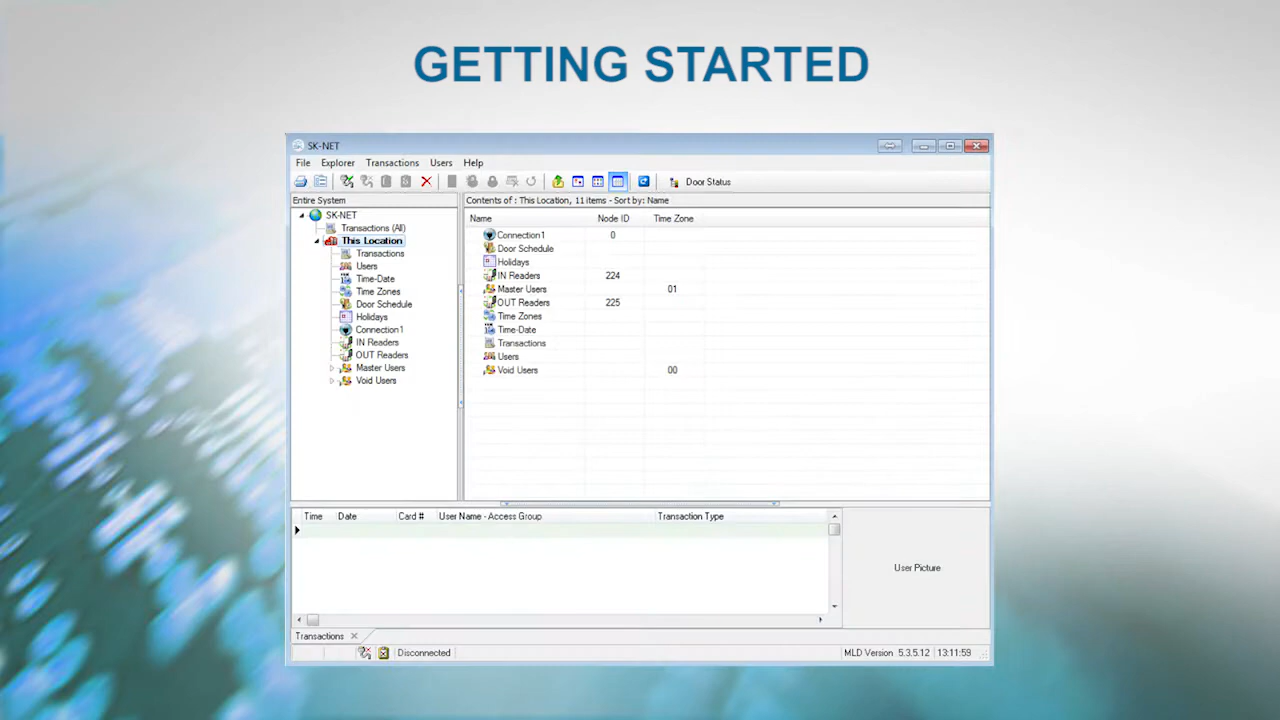 GETTING STARTED
SK-NET
File Explorer Transactions Users Help
Door Status
Entire System
Contents of : This Location, 11 items - Sort by: Name
SK-NET
Transactions (All)
This Location
Transactions
Users
Time-Date
Time Zones
Door Schedule
Holidays
Connection1
IN Readers
OUT Readers
Master Users
Void Users
Name Node ID Time Zone
Connection1 0
Door Schedule
Holidays
IN Readers 224
Master Users 01
OUT Readers 225
Time Zones
Time-Date
Transactions
Users
Void Users 00
Time Date Card # User Name - Access Group Transaction Type
User Picture
Transactions
Disconnected MLD Version 5.3.5.12 13:11:59